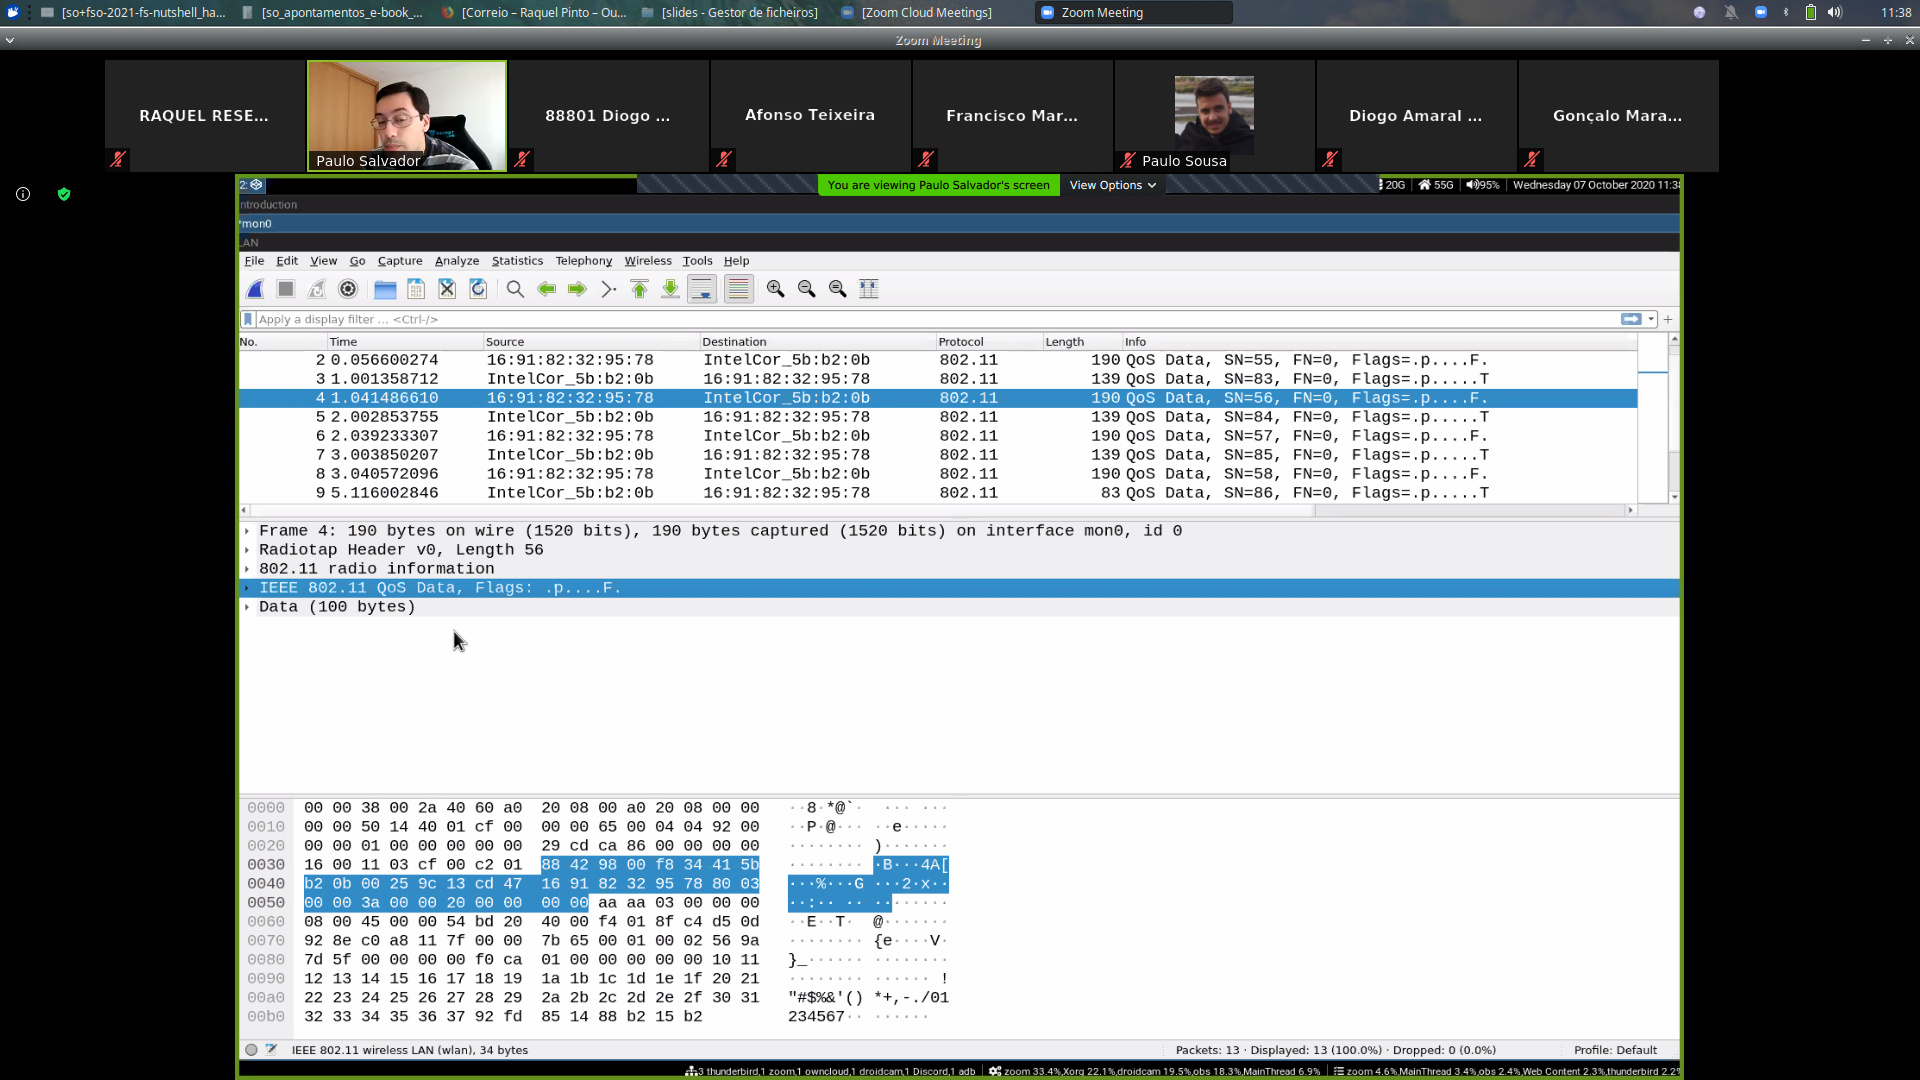 [so+fso-2021-fs-nutshell_ha...
[so_apontamentos_e-book_...
[Correio – Raquel Pinto – Ou...
[slides - Gestor de ficheiros]
[Zoom Cloud Meetings]
Zoom Meeting
11:38
Zoom Meeting
RAQUEL RESE...
Paulo Salvador
88801 Diogo ...
Afonso Teixeira
Francisco Mar...
Paulo Sousa
Diogo Amaral ...
Gonçalo Mara...
2:
You are viewing Paulo Salvador's screen
View Options
20G
55G
95%
Wednesday 07 October 2020 11:38
ntroduction
*mon0
LAN
File Edit View Go Capture Analyze Statistics Telephony Wireless Tools Help
Apply a display filter ... <Ctrl-/>
No. Time Source Destination Protocol Length Info
2 0.056600274 16:91:82:32:95:78 IntelCor_5b:b2:0b 802.11 190 QoS Data, SN=55, FN=0, Flags=.p....F.
3 1.001358712 IntelCor_5b:b2:0b 16:91:82:32:95:78 802.11 139 QoS Data, SN=83, FN=0, Flags=.p.....T
4 1.041486610 16:91:82:32:95:78 IntelCor_5b:b2:0b 802.11 190 QoS Data, SN=56, FN=0, Flags=.p....F.
5 2.002853755 IntelCor_5b:b2:0b 16:91:82:32:95:78 802.11 139 QoS Data, SN=84, FN=0, Flags=.p.....T
6 2.039233307 16:91:82:32:95:78 IntelCor_5b:b2:0b 802.11 190 QoS Data, SN=57, FN=0, Flags=.p....F.
7 3.003850207 IntelCor_5b:b2:0b 16:91:82:32:95:78 802.11 139 QoS Data, SN=85, FN=0, Flags=.p.....T
8 3.040572096 16:91:82:32:95:78 IntelCor_5b:b2:0b 802.11 190 QoS Data, SN=58, FN=0, Flags=.p....F.
9 5.116002846 IntelCor_5b:b2:0b 16:91:82:32:95:78 802.11 83 QoS Data, SN=86, FN=0, Flags=.p.....T
Frame 4: 190 bytes on wire (1520 bits), 190 bytes captured (1520 bits) on interface mon0, id 0
Radiotap Header v0, Length 56
802.11 radio information
IEEE 802.11 QoS Data, Flags: .p....F.
Data (100 bytes)
0000 00 00 38 00 2a 40 60 a0 20 08 00 a0 20 08 00 00 ··8·*@`· ··· ···
0010 00 00 50 14 40 01 cf 00 00 00 65 00 04 04 92 00 ··P·@··· ··e·····
0020 00 00 01 00 00 00 00 00 29 cd ca 86 00 00 00 00 ········ )·······
0030 16 00 11 03 cf 00 c2 01 88 42 98 00 f8 34 41 5b ········ ·B···4A[
0040 b2 0b 00 25 9c 13 cd 47 16 91 82 32 95 78 80 03 ···%···G ···2·x··
0050 00 00 3a 00 00 20 00 00 00 00 aa aa 03 00 00 00 ··:·· ·· ········
0060 08 00 45 00 00 54 bd 20 40 00 f4 01 8f c4 d5 0d ··E··T· @·······
0070 92 8e c0 a8 11 7f 00 00 7b 65 00 01 00 02 56 9a ········ {e····V·
0080 7d 5f 00 00 00 00 f0 ca 01 00 00 00 00 00 10 11 }_······ ········
0090 12 13 14 15 16 17 18 19 1a 1b 1c 1d 1e 1f 20 21 ········ ······ !
00a0 22 23 24 25 26 27 28 29 2a 2b 2c 2d 2e 2f 30 31 "#$%&'() *+,-./01
00b0 32 33 34 35 36 37 92 fd 85 14 88 b2 15 b2 234567·· ······
IEEE 802.11 wireless LAN (wlan), 34 bytes
Packets: 13 · Displayed: 13 (100.0%) · Dropped: 0 (0.0%)
Profile: Default
3 thunderbird,1 zoom,1 owncloud,1 droidcam,1 Discord,1 adb
zoom 33.4%,Xorg 22.1%,droidcam 19.5%,obs 18.3%,MainThread 6.9%
zoom 4.6%,MainThread 3.4%,obs 2.4%,Web Content 2.3%,thunderbird 2.2%